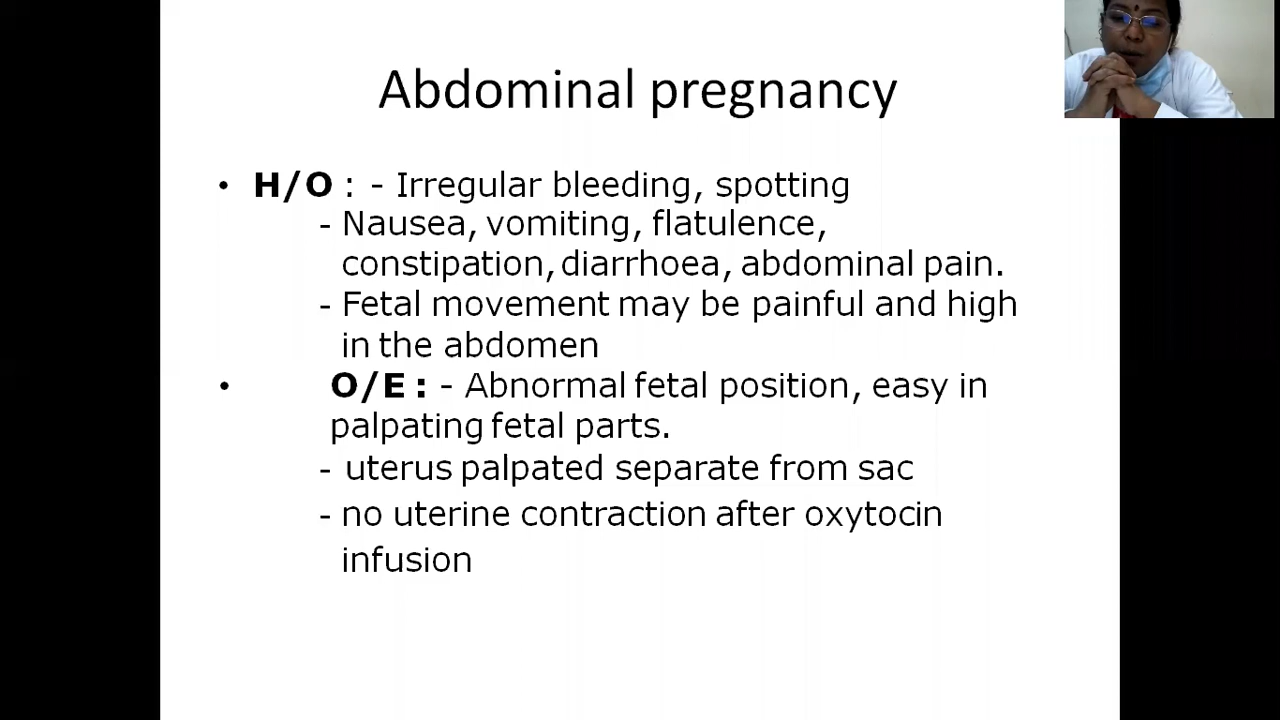 Abdominal pregnancy
• H/O : - Irregular bleeding, spotting
- Nausea, vomiting, flatulence,
constipation, diarrhoea, abdominal pain.
- Fetal movement may be painful and high
in the abdomen
• O/E : - Abnormal fetal position, easy in
palpating fetal parts.
- uterus palpated separate from sac
- no uterine contraction after oxytocin
infusion